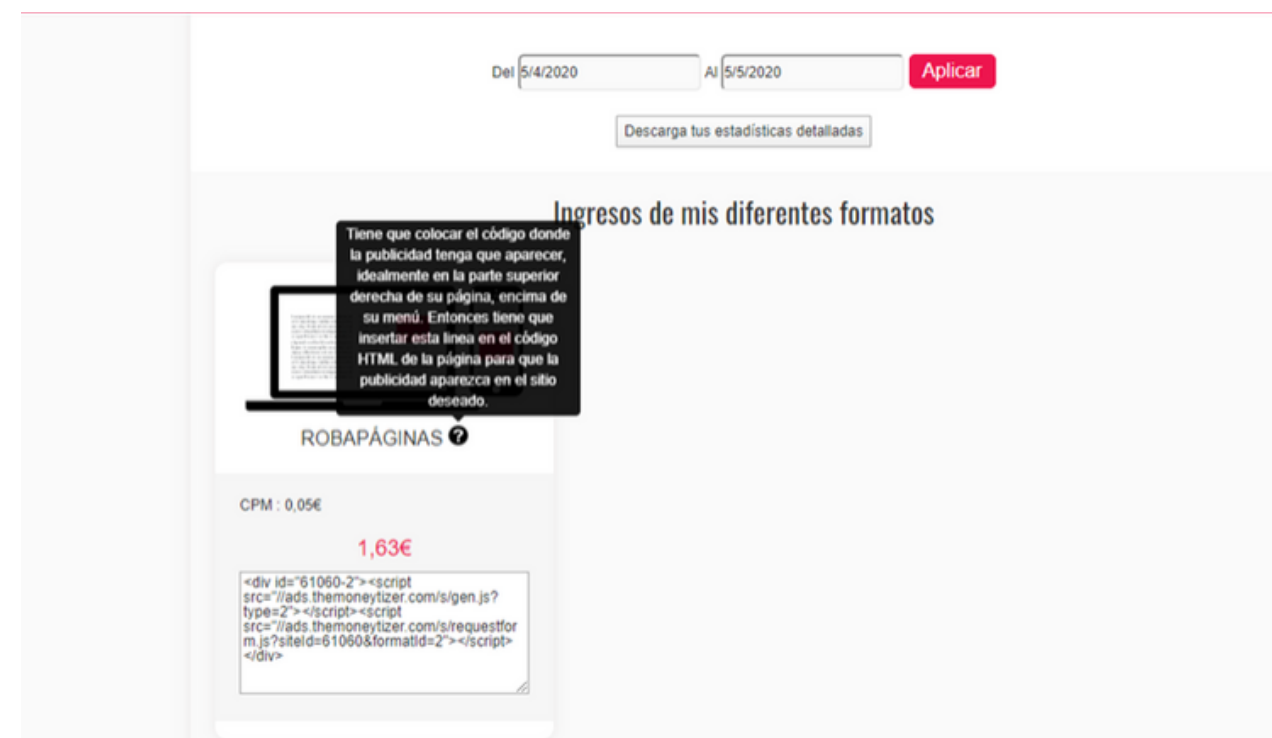 Del 5/4/2020 Al 5/5/2020 Aplicar
Descarga tus estadísticas detalladas
Ingresos de mis diferentes formatos
Tiene que colocar el código donde
la publicidad tenga que aparecer,
idealmente en la parte superior
derecha de su página, encima de
su menú. Entonces tiene que
insertar esta linea en el código
HTML de la página para que la
publicidad aparezca en el sitio
deseado.
ROBAPÁGINAS ?
CPM : 0,05€
1,63€
<div id="61060-2"><script
src="//ads.themoneytizer.com/s/gen.js?
type=2"></script><script
src="//ads.themoneytizer.com/s/requestfor
m.js?siteId=61060&formatId=2"></script>
</div>